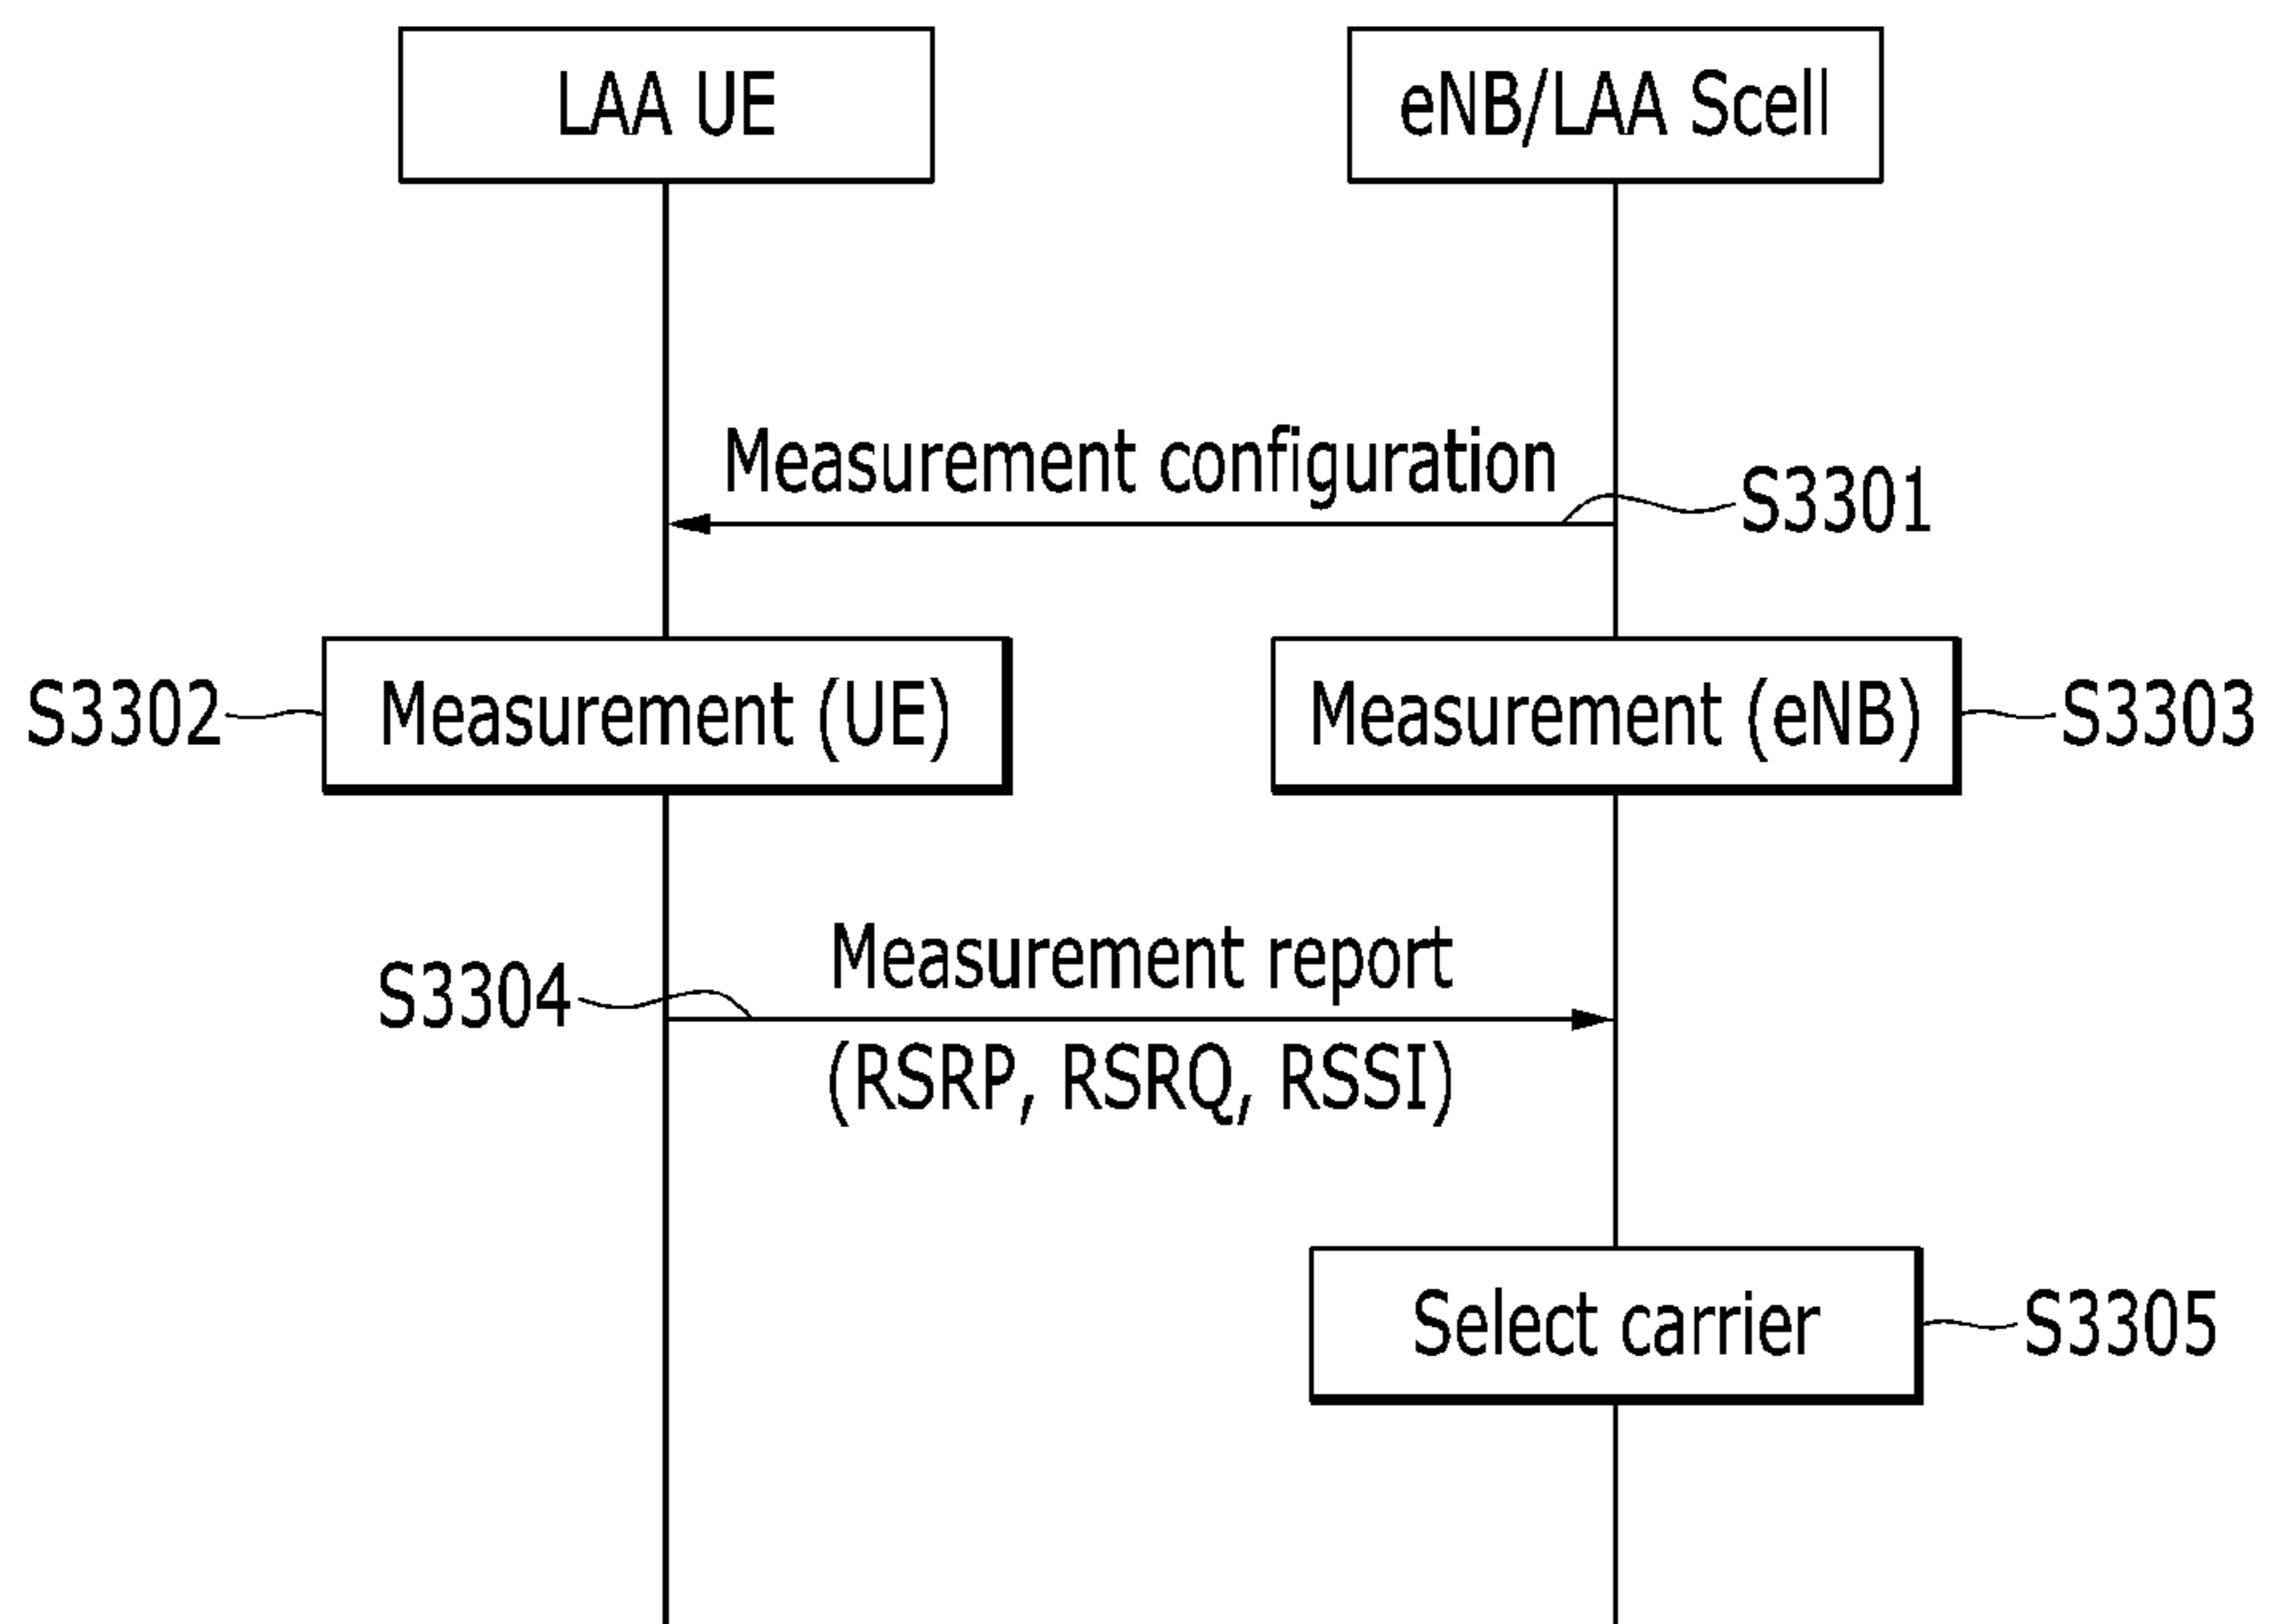 LAA UE
eNB/LAA Scell
Measurement configuration
S3301
S3302
Measurement (UE)
Measurement (eNB)
S3303
Measurement report
S3304
(RSRP, RSRQ, RSSI)
Select carrier
S3305